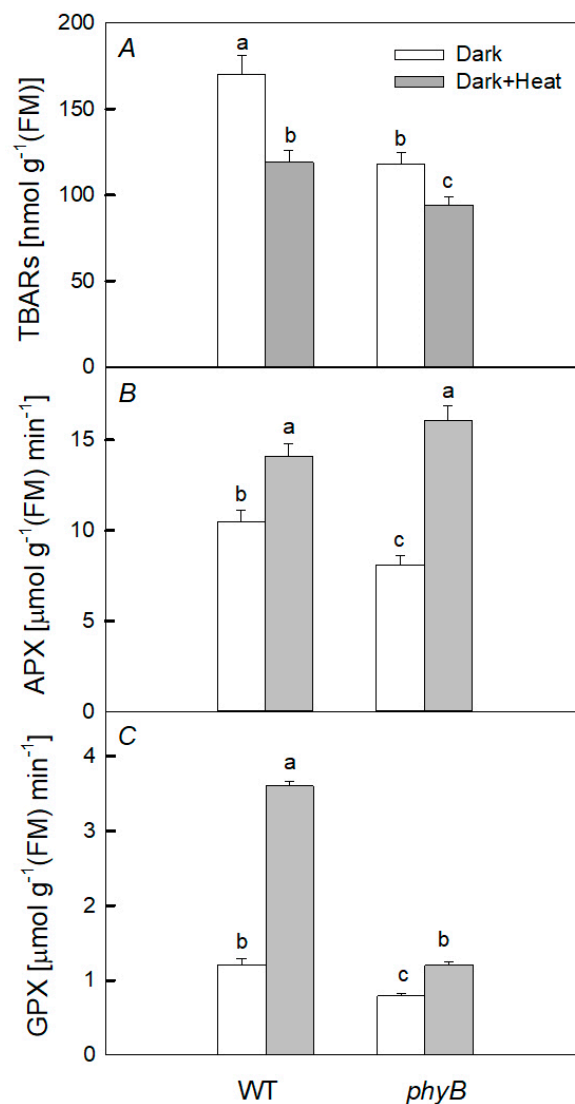 A
Dark
Dark+Heat
TBARs [nmol g⁻¹(FM)]
200
150
100
50
0
a
b
b
c
B
APX [μmol g⁻¹(FM) min⁻¹]
15
10
5
0
b
a
c
a
C
GPX [μmol g⁻¹(FM) min⁻¹]
4
3
2
1
0
b
a
c
b
WT
phyB